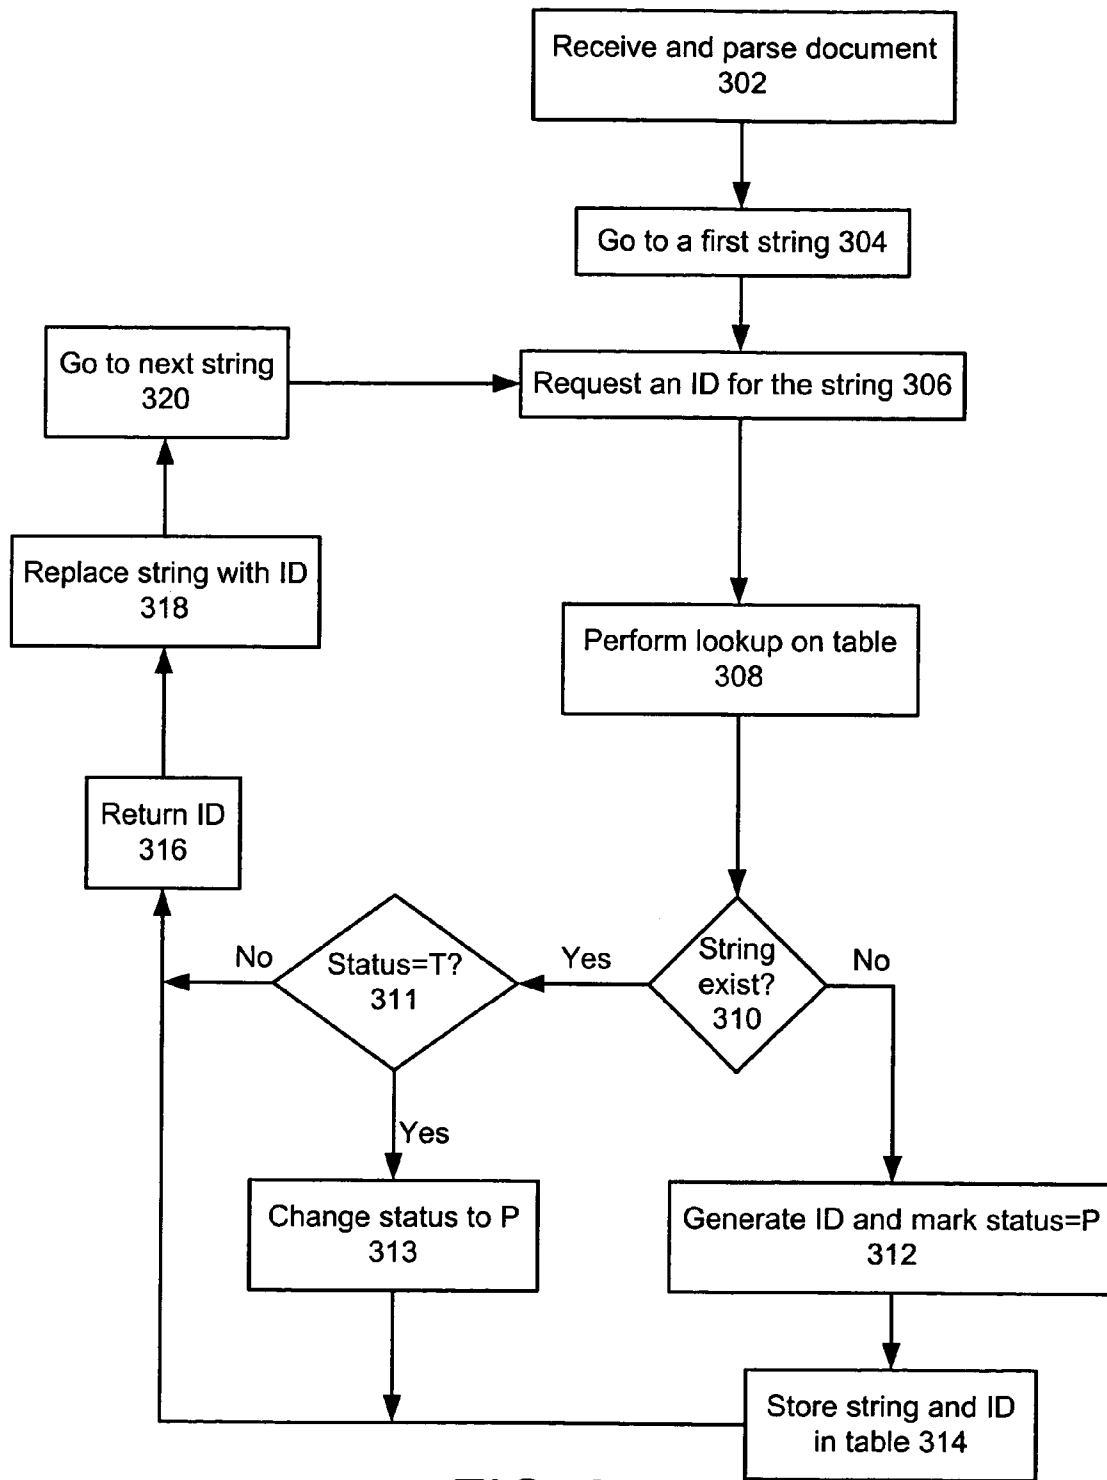 Receive and parse document
302
Go to a first string 304
Go to next string
320
Request an ID for the string 306
Replace string with ID
318
Perform lookup on table
308
Return ID
316
No
Status=T?
311
Yes
String
exist?
310
No
Yes
Change status to P
313
Generate ID and mark status=P
312
Store string and ID
in table 314